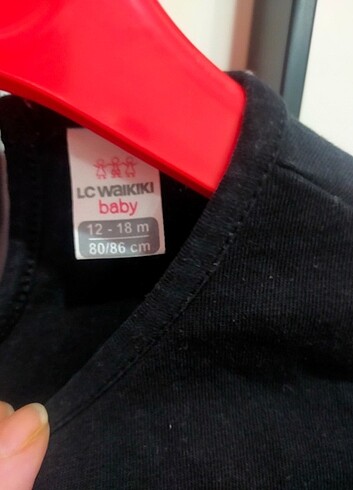 LC WAIKIKI
baby
12 - 18 m
80/86 cm